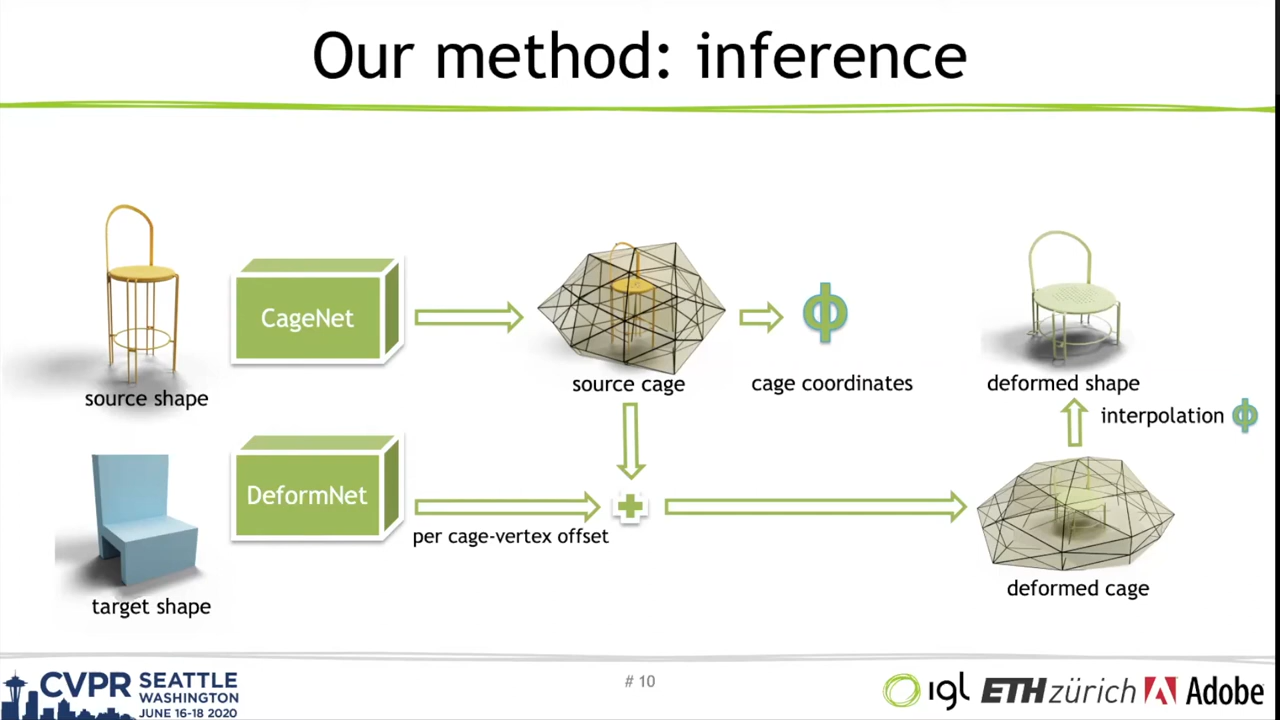 Our method: inference
CageNet
ϕ
source shape
source cage
cage coordinates
deformed shape
interpolation ϕ
DeformNet
per cage-vertex offset
target shape
deformed cage
CVPR SEATTLE
WASHINGTON
JUNE 16-18 2020
# 10
igl ETH zürich Adobe